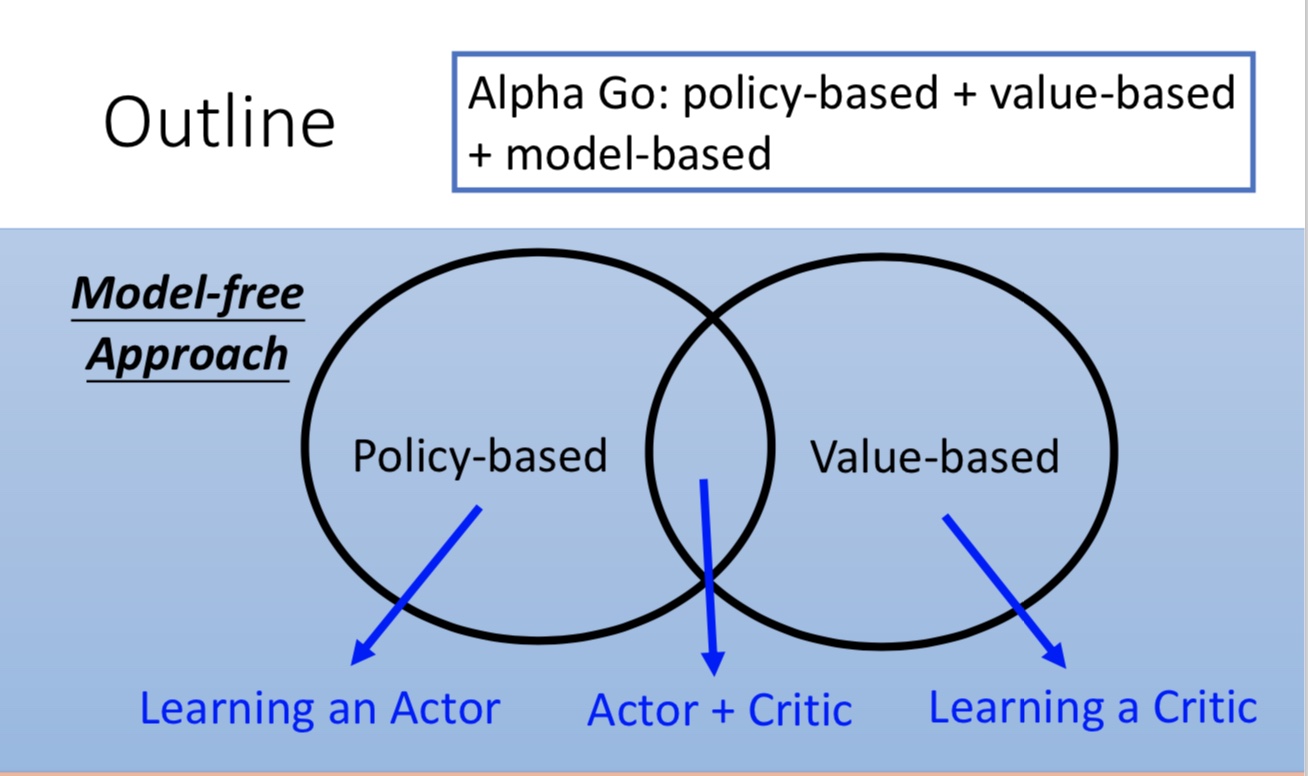 Outline
Alpha Go: policy-based + value-based
+ model-based
Model-free
Approach
Policy-based
Value-based
Learning an Actor
Actor + Critic
Learning a Critic